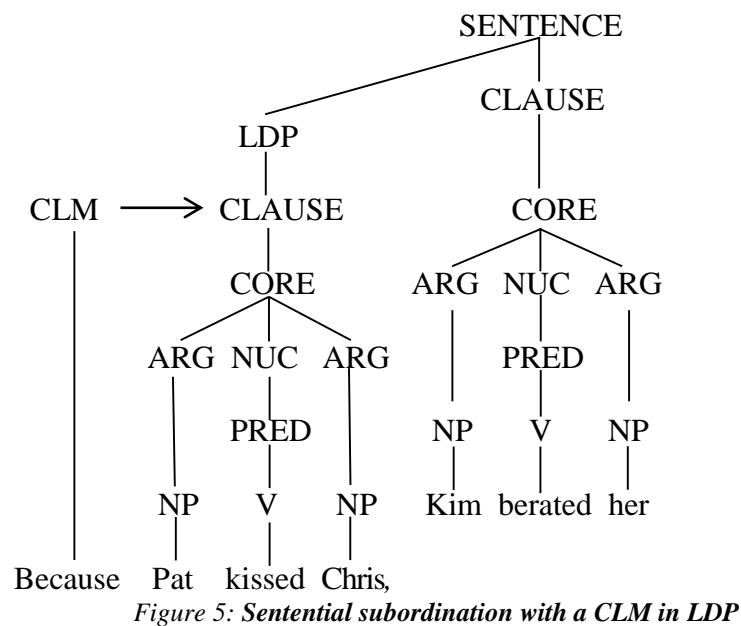 SENTENCE
CLAUSE
LDP
CLM CLAUSE CORE
CORE ARG NUC ARG
ARG NUC ARG PRED
PRED NP V NP
NP V NP Kim berated her
Because Pat kissed Chris,
Figure 5: Sentential subordination with a CLM in LDP